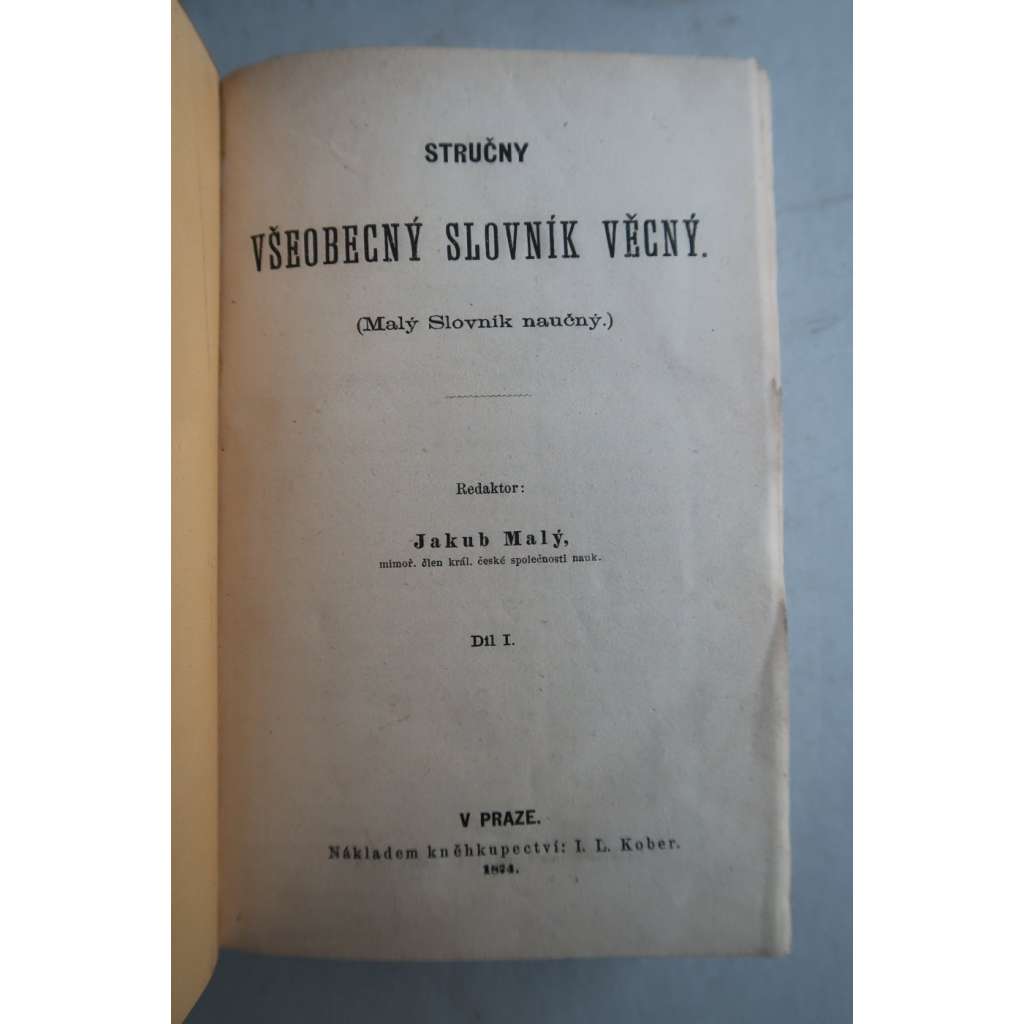 STRUČNY
VŠEOBECNÝ SLOVNÍK VĚCNÝ.
(Malý Slovník naučný.)
Redaktor:
Jakub Malý,
mimoř. člen král. české společnosti nauk.
Díl I.
V PRAZE.
Nákladem kněhkupectví: I. L. Kober.
1874.